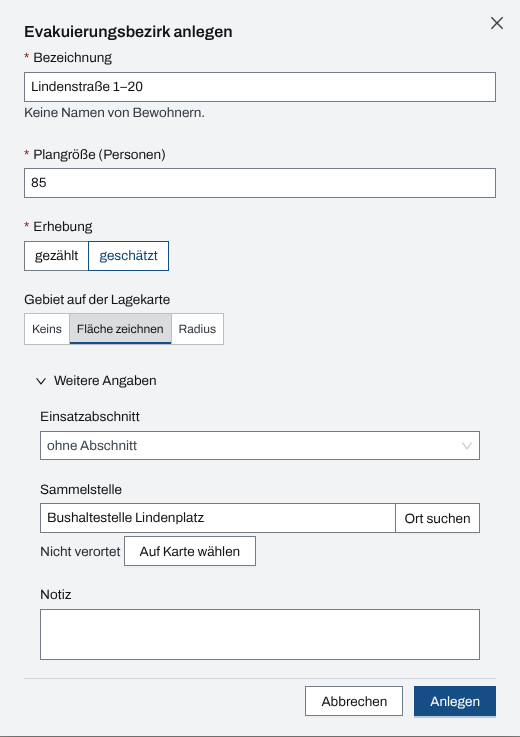 Evakuierungsbezirk anlegen
* Bezeichnung
Lindenstraße 1–20
Keine Namen von Bewohnern.
* Plangröße (Personen)
85
* Erhebung
gezählt geschätzt
Gebiet auf der Lagekarte
Keins Fläche zeichnen Radius
Weitere Angaben
Einsatzabschnitt
ohne Abschnitt
Sammelstelle
Bushaltestelle Lindenplatz Ort suchen
Nicht verortet Auf Karte wählen
Notiz
Abbrechen Anlegen